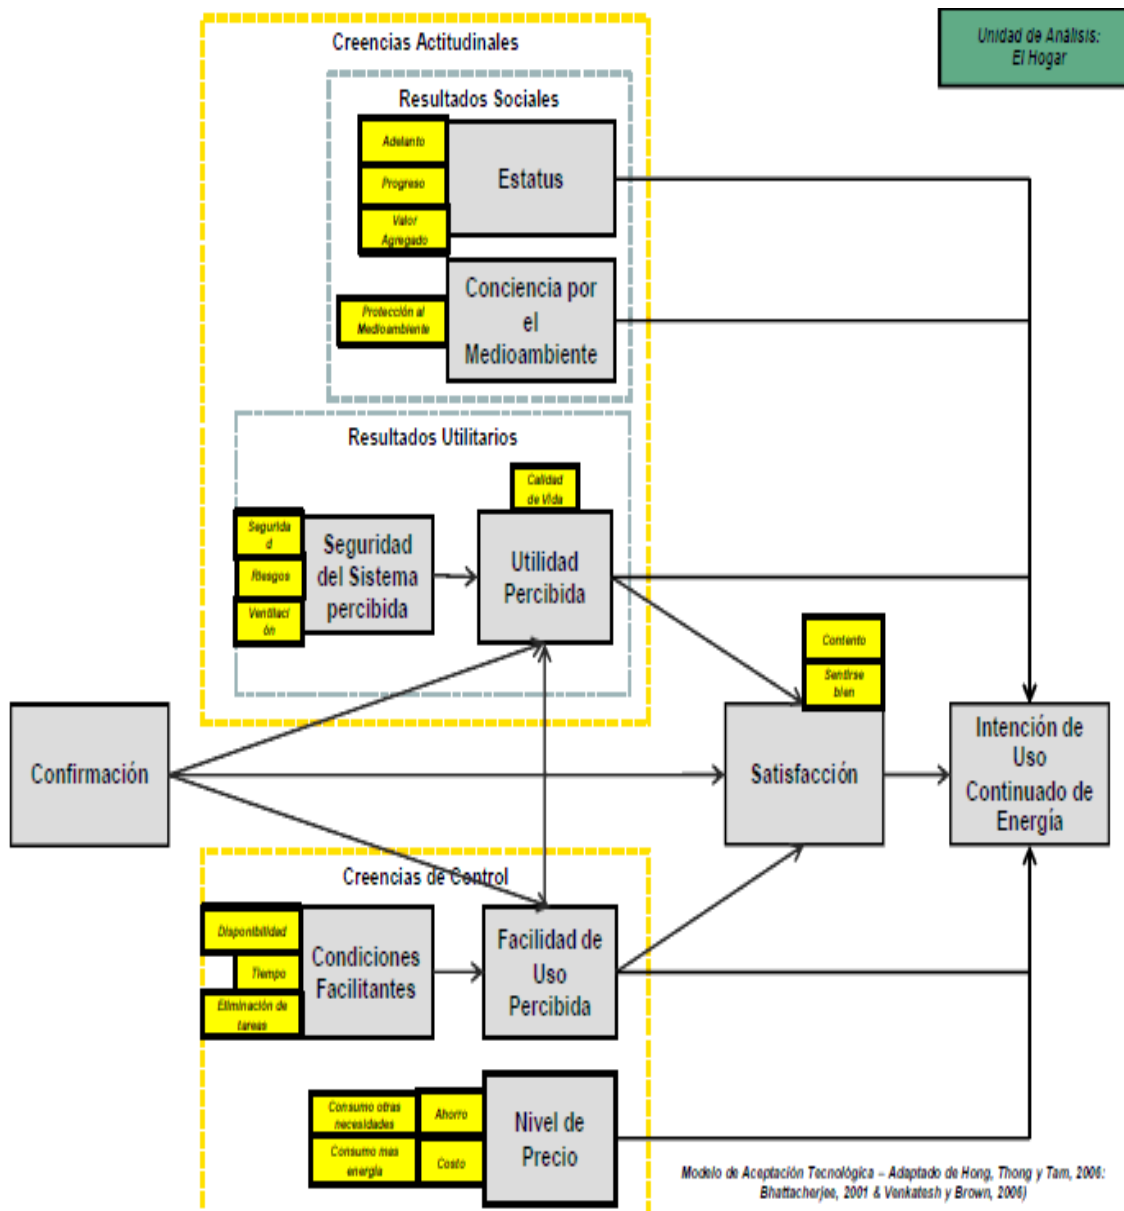 Creencias Actitudinales
Unidad de Análisis:
El Hogar
Resultados Sociales
Adelanto
Progreso
Valor
Agregado
Estatus
Protección al
Medioambiente
Conciencia por
el
Medioambiente
Resultados Utilitarios
Calidad
de Vida
Segurida
d
Riesgos
Ventilaci
ón
Seguridad
del Sistema
percibida
Utilidad
Percibida
Contento
Sentirse
bien
Confirmación
Satisfacción
Intención de
Uso
Continuado de
Energía
Creencias de Control
Disponibilidad
Tiempo
Eliminación de
tareas
Condiciones
Facilitantes
Facilidad de
Uso
Percibida
Consumo otras
necesidades
Ahorro
Consumo mas
energía
Costo
Nivel de
Precio
Modelo de Aceptación Tecnológica – Adaptado de Hong, Thong y Tam, 2006:
Bhattacherjee, 2001 & Venkatesh y Brown, 2006)